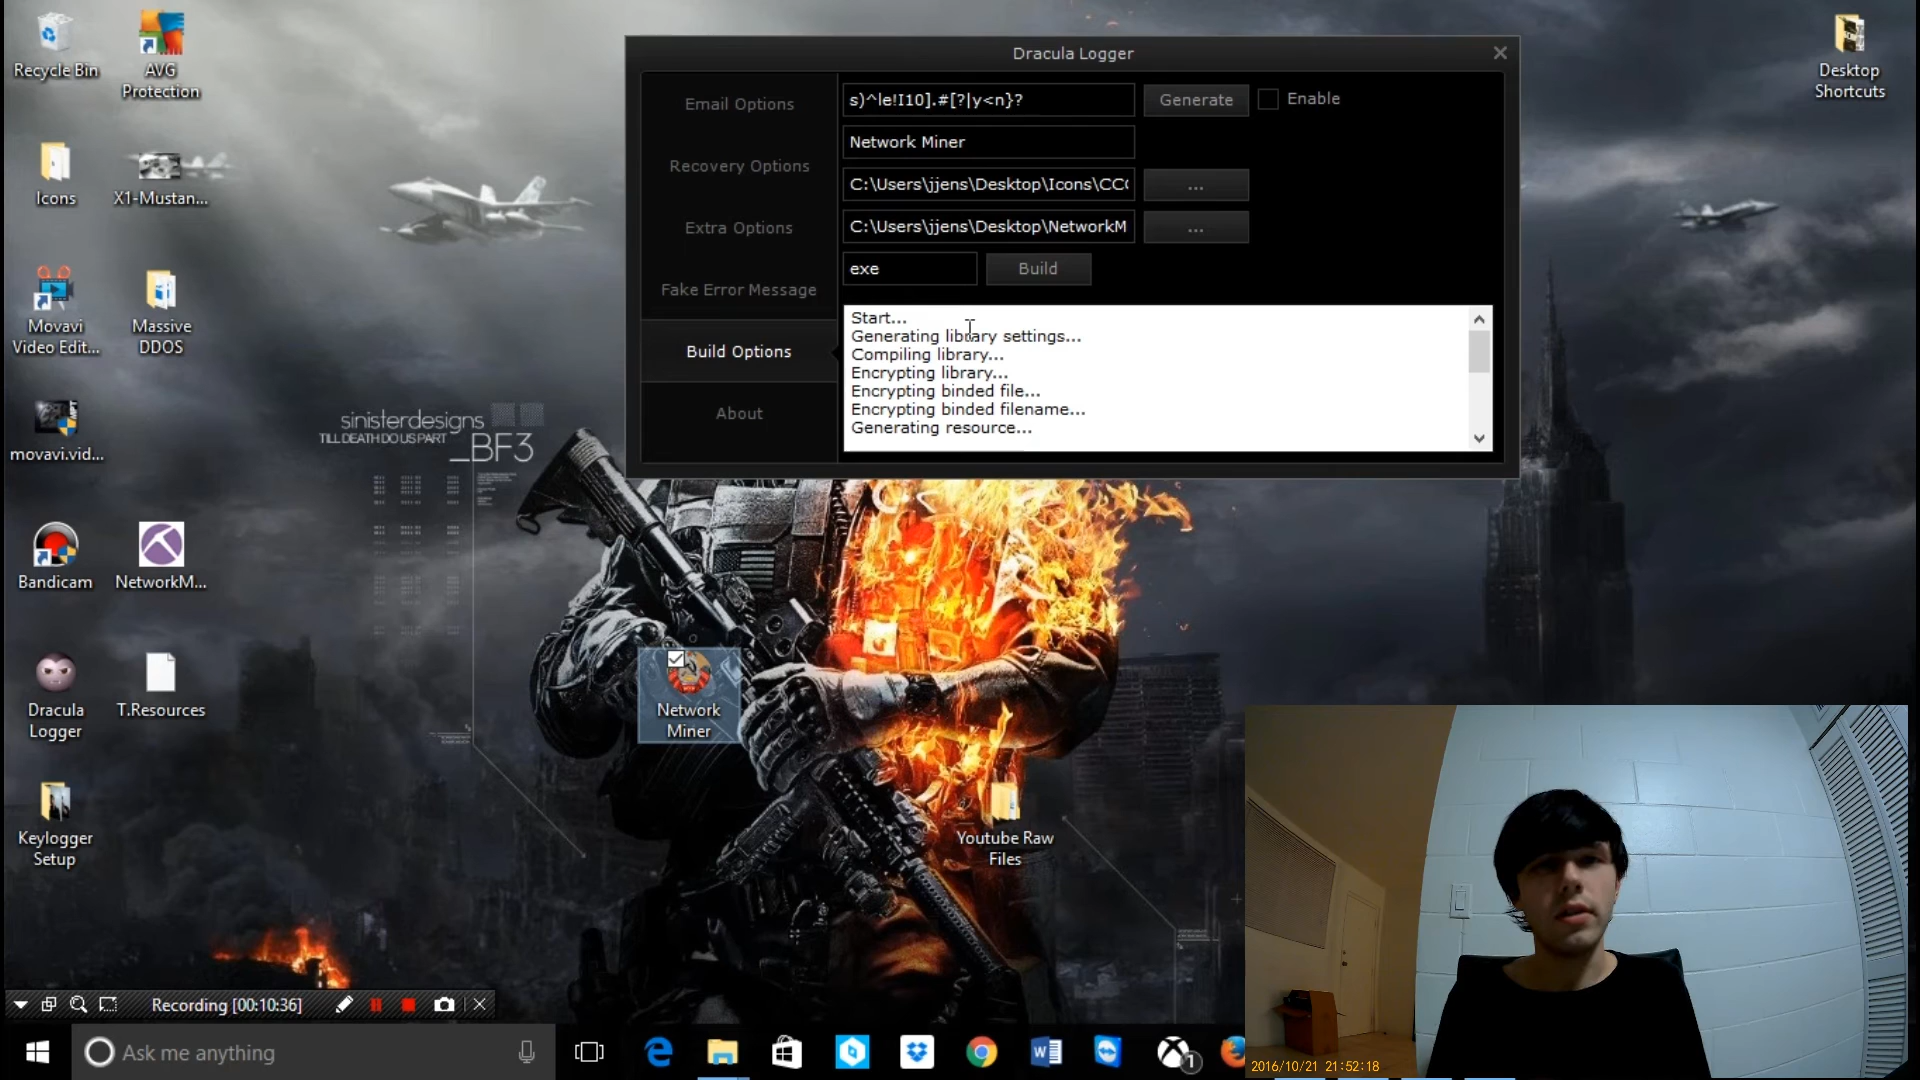 Recycle Bin
AVG
Protection
Icons
X1-Mustan...
Movavi
Video Edit...
Massive
DDOS
movavi.vid...
Bandicam
NetworkM...
Dracula
Logger
T.Resources
Keylogger
Setup
sinisterdesigns
TILL DEATH DO US PART
_BF3
Dracula Logger
Email Options
Recovery Options
Extra Options
Fake Error Message
Build Options
About
s)^le!I10].#[?|y<n}?
Generate
Enable
Network Miner
C:\Users\jjens\Desktop\Icons\CC
...
C:\Users\jjens\Desktop\NetworkM
...
exe
Build
Start...
Generating library settings...
Compiling library...
Encrypting library...
Encrypting binded file...
Encrypting binded filename...
Generating resource...
Desktop
Shortcuts
Network
Miner
Youtube Raw
Files
Recording [00:10:36]
Ask me anything
1
2016/10/21 21:52:18